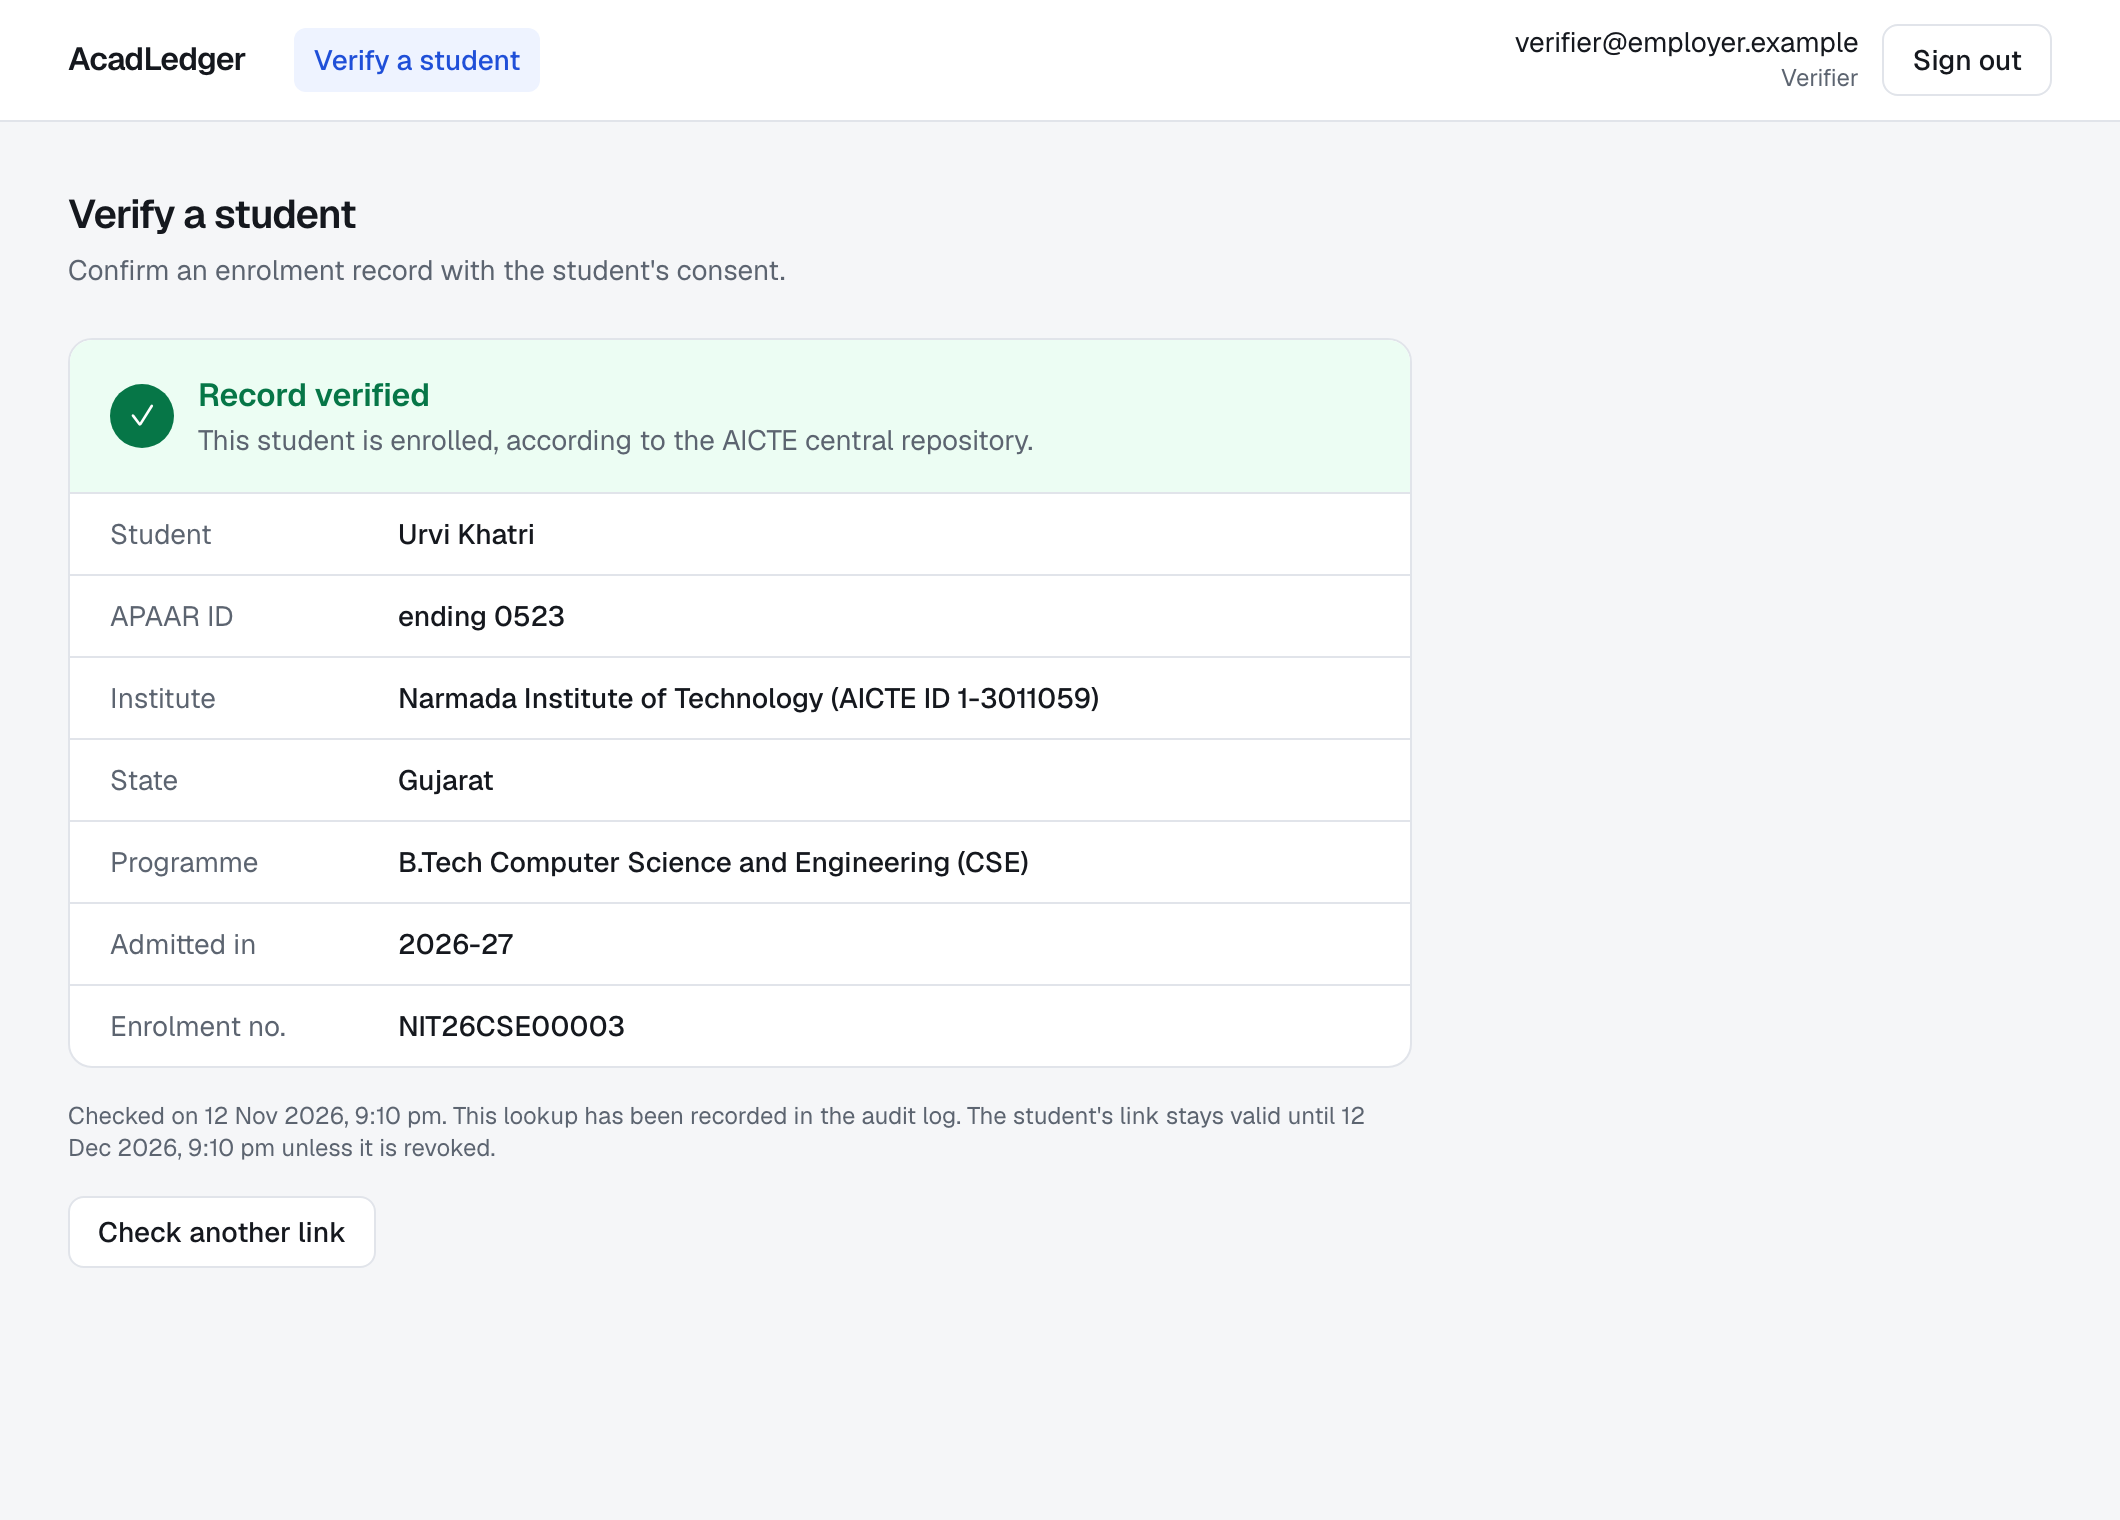 AcadLedger
Verify a student
verifier@employer.example
Verifier
Sign out
Verify a student
Confirm an enrolment record with the student's consent.
Record verified
This student is enrolled, according to the AICTE central repository.
Student Urvi Khatri
APAAR ID ending 0523
Institute Narmada Institute of Technology (AICTE ID 1-3011059)
State Gujarat
Programme B.Tech Computer Science and Engineering (CSE)
Admitted in 2026-27
Enrolment no. NIT26CSE00003
Checked on 12 Nov 2026, 9:10 pm. This lookup has been recorded in the audit log. The student's link stays valid until 12
Dec 2026, 9:10 pm unless it is revoked.
Check another link